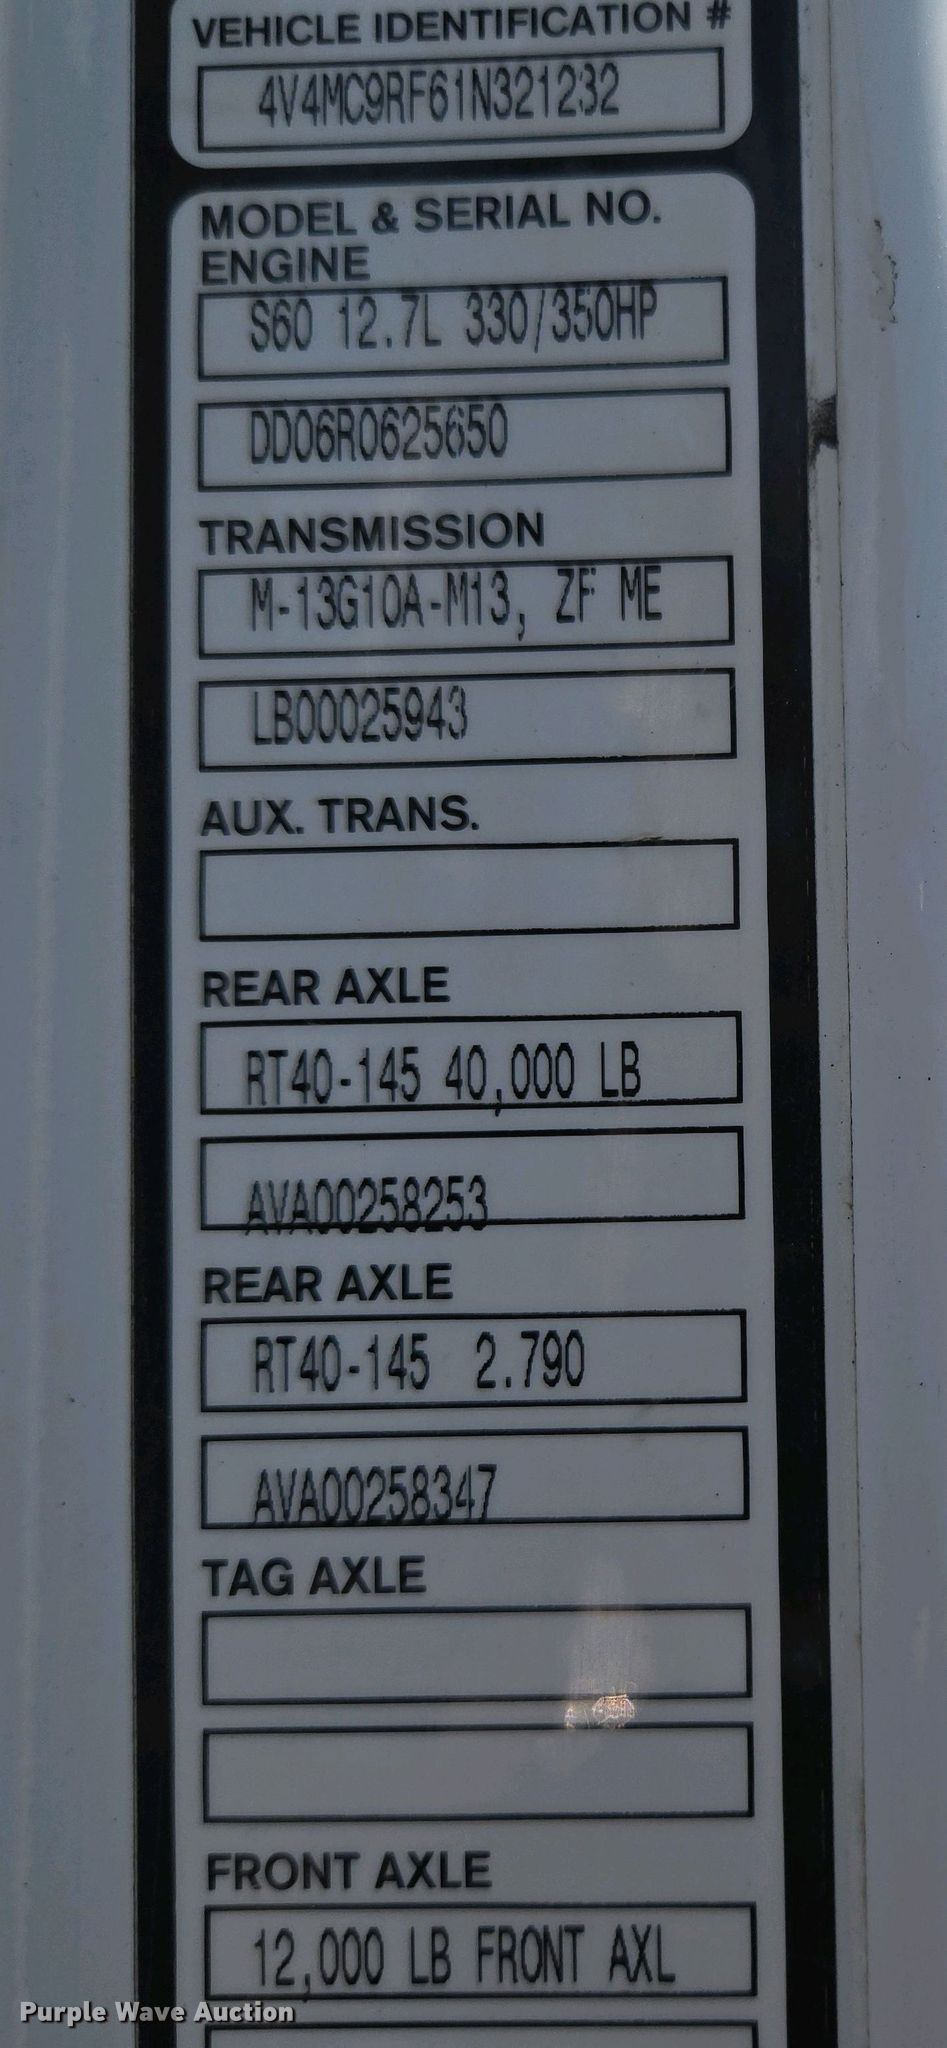 VEHICLE IDENTIFICATION #
4V4MC9RF61N321232
MODEL & SERIAL NO.
ENGINE
S60 12.7L 330/350HP
DD06R0625650
TRANSMISSION
M-13G10A-M13, ZF ME
LB00025943
AUX. TRANS.
REAR AXLE
RT40-145 40,000 LB
AVA00258253
REAR AXLE
RT40-145 2.790
AVA00258347
TAG AXLE
FRONT AXLE
12,000 LB FRONT AXL
Purple Wave Auction